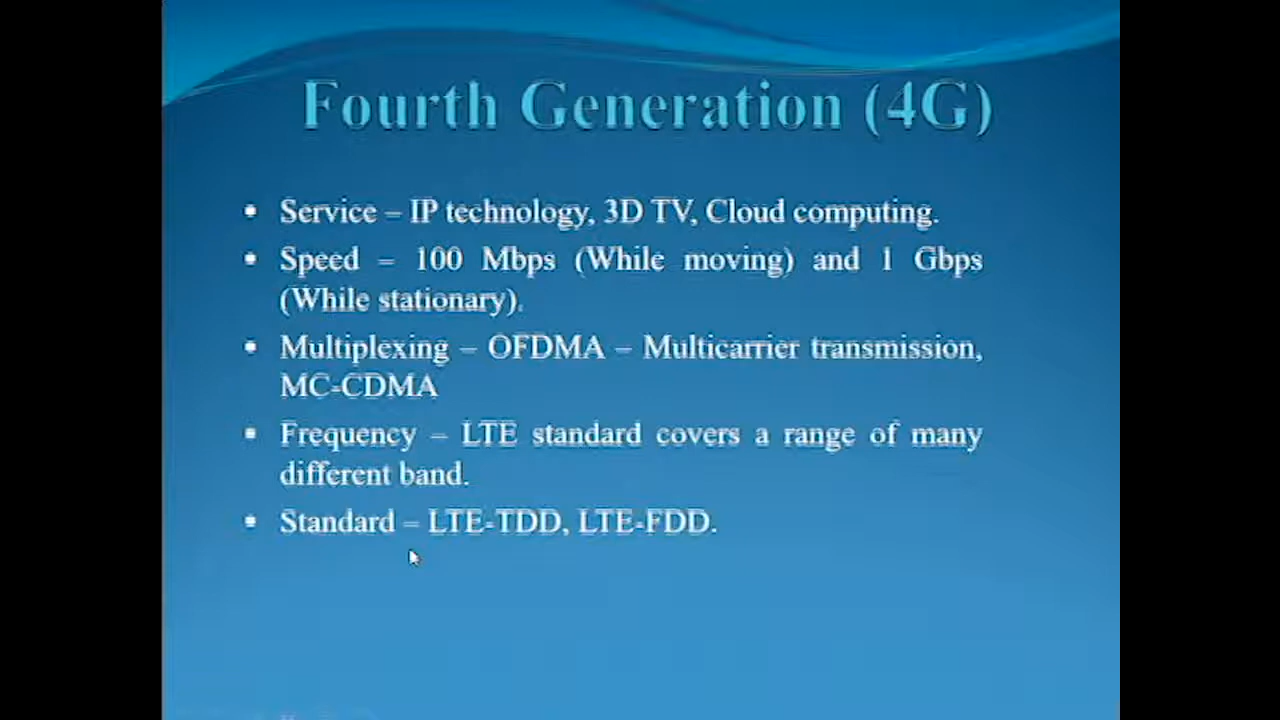 Fourth Generation (4G)
• Service – IP technology, 3D TV, Cloud computing.
• Speed – 100 Mbps (While moving) and 1 Gbps
(While stationary).
• Multiplexing – OFDMA – Multicarrier transmission,
MC-CDMA
• Frequency – LTE standard covers a range of many
different band.
• Standard – LTE-TDD, LTE-FDD.